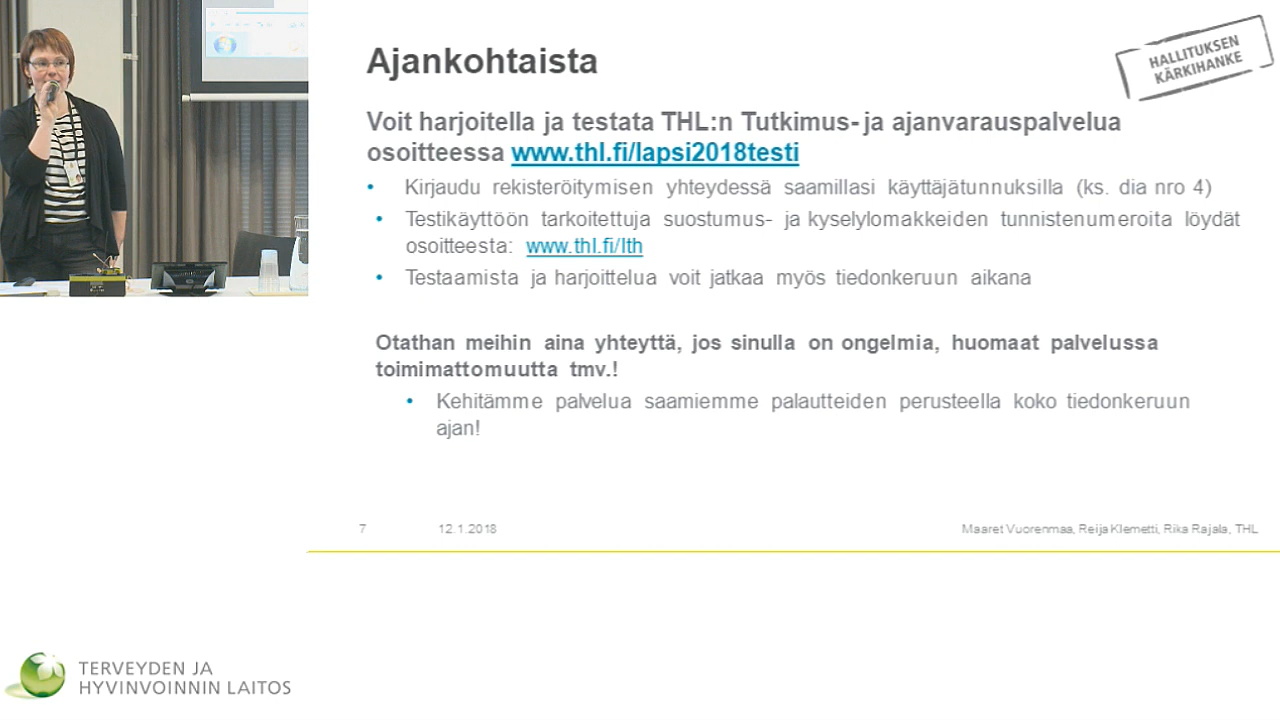 Ajankohtaista
HALLITUKSEN
KÄRKIHANKE
Voit harjoitella ja testata THL:n Tutkimus- ja ajanvarauspalvelua
osoitteessa www.thl.fi/lapsi2018testi
• Kirjaudu rekisteröitymisen yhteydessä saamillasi käyttäjätunnuksilla (ks. dia nro 4)
• Testikäyttöön tarkoitettuja suostumus- ja kyselylomakkeiden tunnistenumeroita löydät
osoitteesta: www.thl.fi/lth
• Testaamista ja harjoittelua voit jatkaa myös tiedonkeruun aikana
Otathan meihin aina yhteyttä, jos sinulla on ongelmia, huomaat palvelussa
toimimattomuutta tmv.!
• Kehitämme palvelua saamiemme palautteiden perusteella koko tiedonkeruun
ajan!
7 12.1.2018 Maaret Vuorenmaa, Reija Klemetti, Rika Rajala, THL
TERVEYDEN JA
HYVINVOINNIN LAITOS